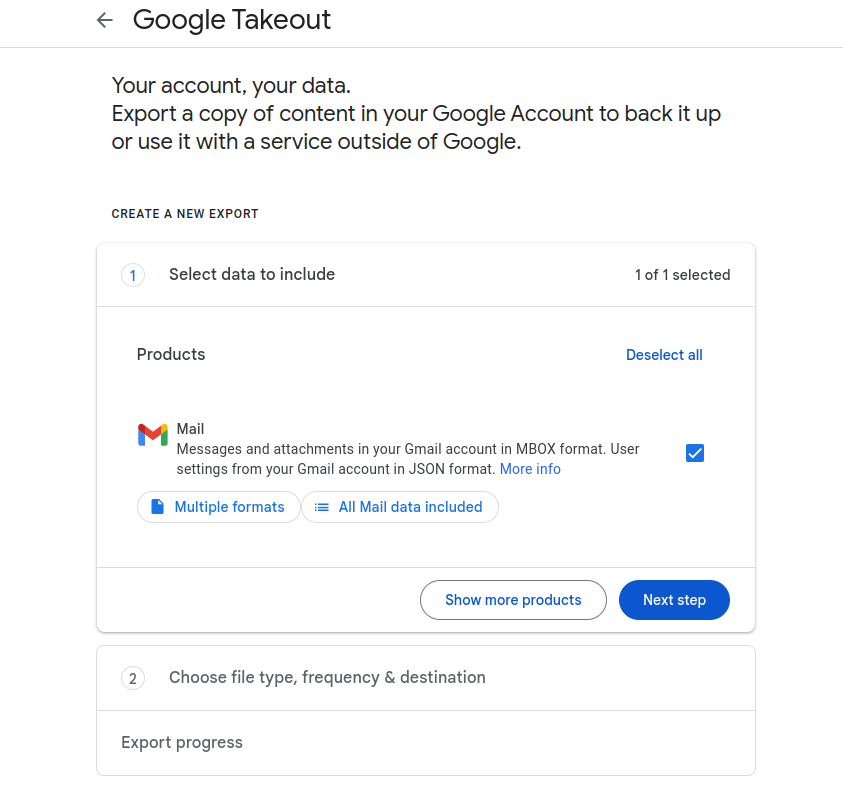 Google Takeout
Your account, your data.
Export a copy of content in your Google Account to back it up
or use it with a service outside of Google.
CREATE A NEW EXPORT
1 Select data to include 1 of 1 selected
Products Deselect all
Mail
Messages and attachments in your Gmail account in MBOX format. User
settings from your Gmail account in JSON format. More info
Multiple formats All Mail data included
Show more products Next step
2 Choose file type, frequency & destination
Export progress